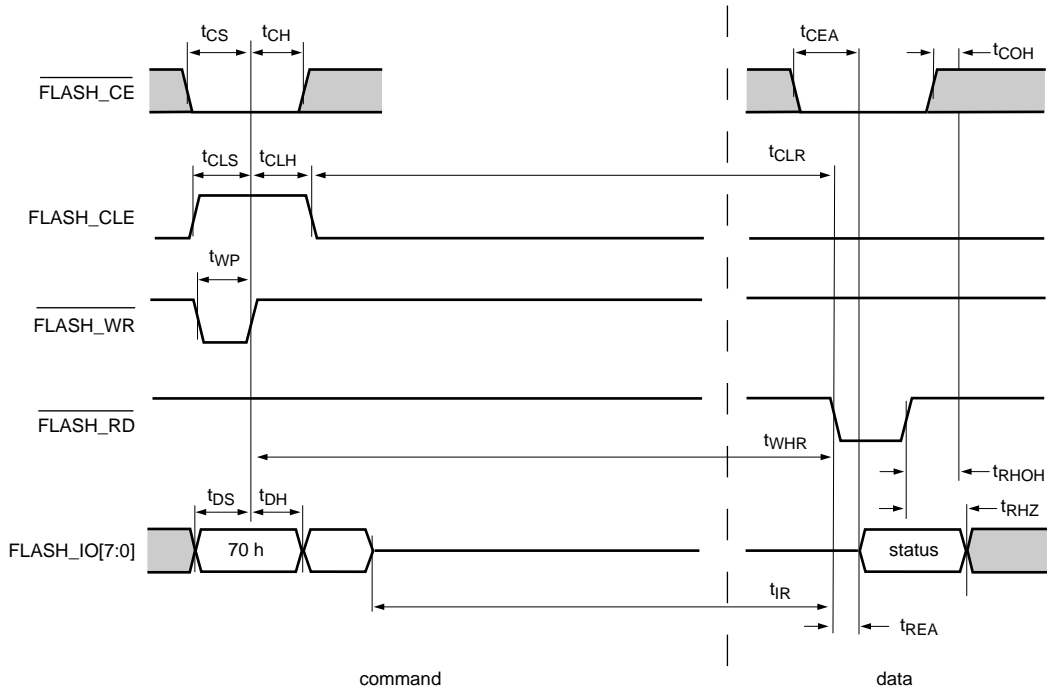 tCS tCH tCEA tCOH
FLASH_CE
tCLS tCLH tCLR
FLASH_CLE
tWP
FLASH_WR
FLASH_RD
tWHR
tRHOH
tDS tDH tRHZ
FLASH_IO[7:0] 70 h status
tIR
tREA
command data